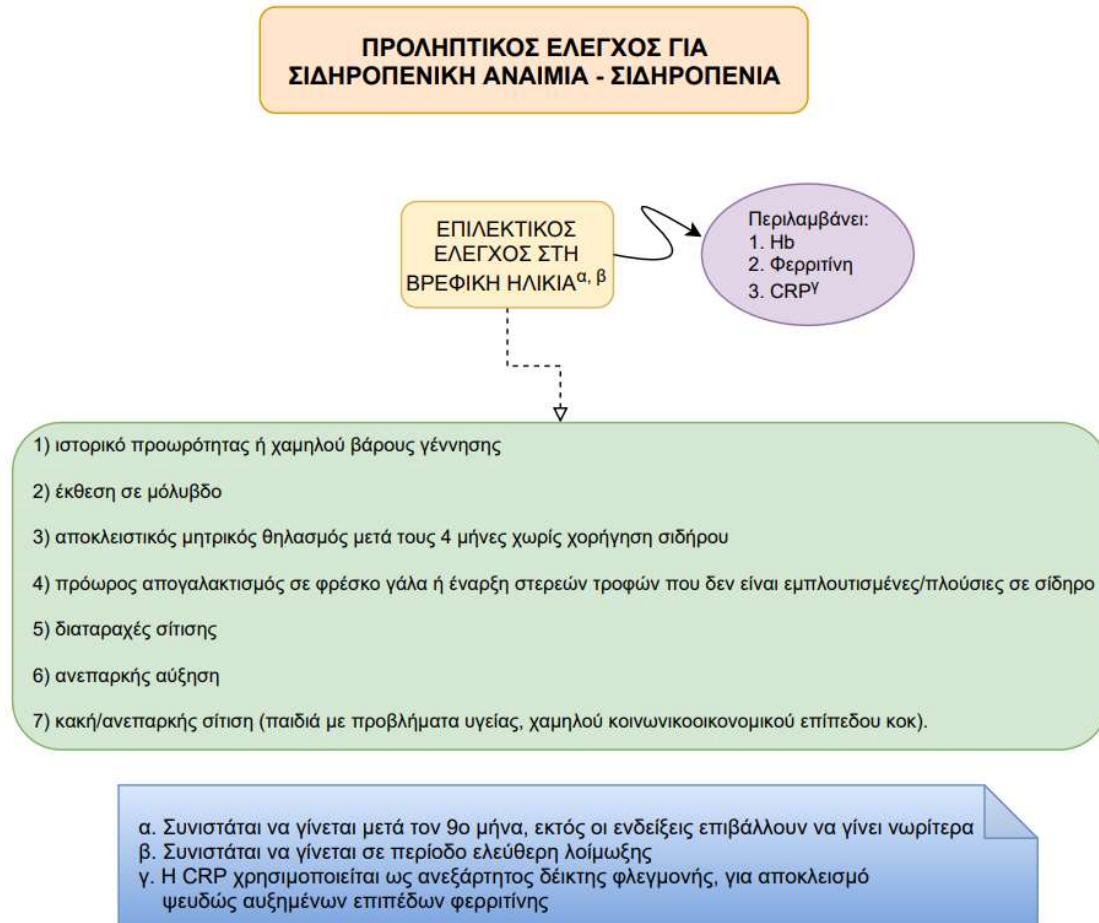 ΠΡΟΛΗΠΤΙΚΟΣ ΕΛΕΓΧΟΣ ΓΙΑ
ΣΙΔΗΡΟΠΕΝΙΚΗ ΑΝΑΙΜΙΑ - ΣΙΔΗΡΟΠΕΝΙΑ
ΕΠΙΛΕΚΤΙΚΟΣ
ΕΛΕΓΧΟΣ ΣΤΗ
ΒΡΕΦΙΚΗ ΗΛΙΚΙΑα, β
Περιλαμβάνει:
1. Hb
2. Φερριτίνη
3. CRPγ
1) ιστορικό προωρότητας ή χαμηλού βάρους γέννησης
2) έκθεση σε μόλυβδο
3) αποκλειστικός μητρικός θηλασμός μετά τους 4 μήνες χωρίς χορήγηση σιδήρου
4) πρόωρος απογαλακτισμός σε φρέσκο γάλα ή έναρξη στερεών τροφών που δεν είναι εμπλουτισμένες/πλούσιες σε σίδηρο
5) διαταραχές σίτισης
6) ανεπαρκής αύξηση
7) κακή/ανεπαρκής σίτιση (παιδιά με προβλήματα υγείας, χαμηλού κοινωνικοοικονομικού επίπεδου κοκ).
α. Συνιστάται να γίνεται μετά τον 9ο μήνα, εκτός οι ενδείξεις επιβάλλουν να γίνει νωρίτερα
β. Συνιστάται να γίνεται σε περίοδο ελεύθερη λοίμωξης
γ. Η CRP χρησιμοποιείται ως ανεξάρτητος δείκτης φλεγμονής, για αποκλεισμό
ψευδώς αυξημένων επιπέδων φερριτίνης